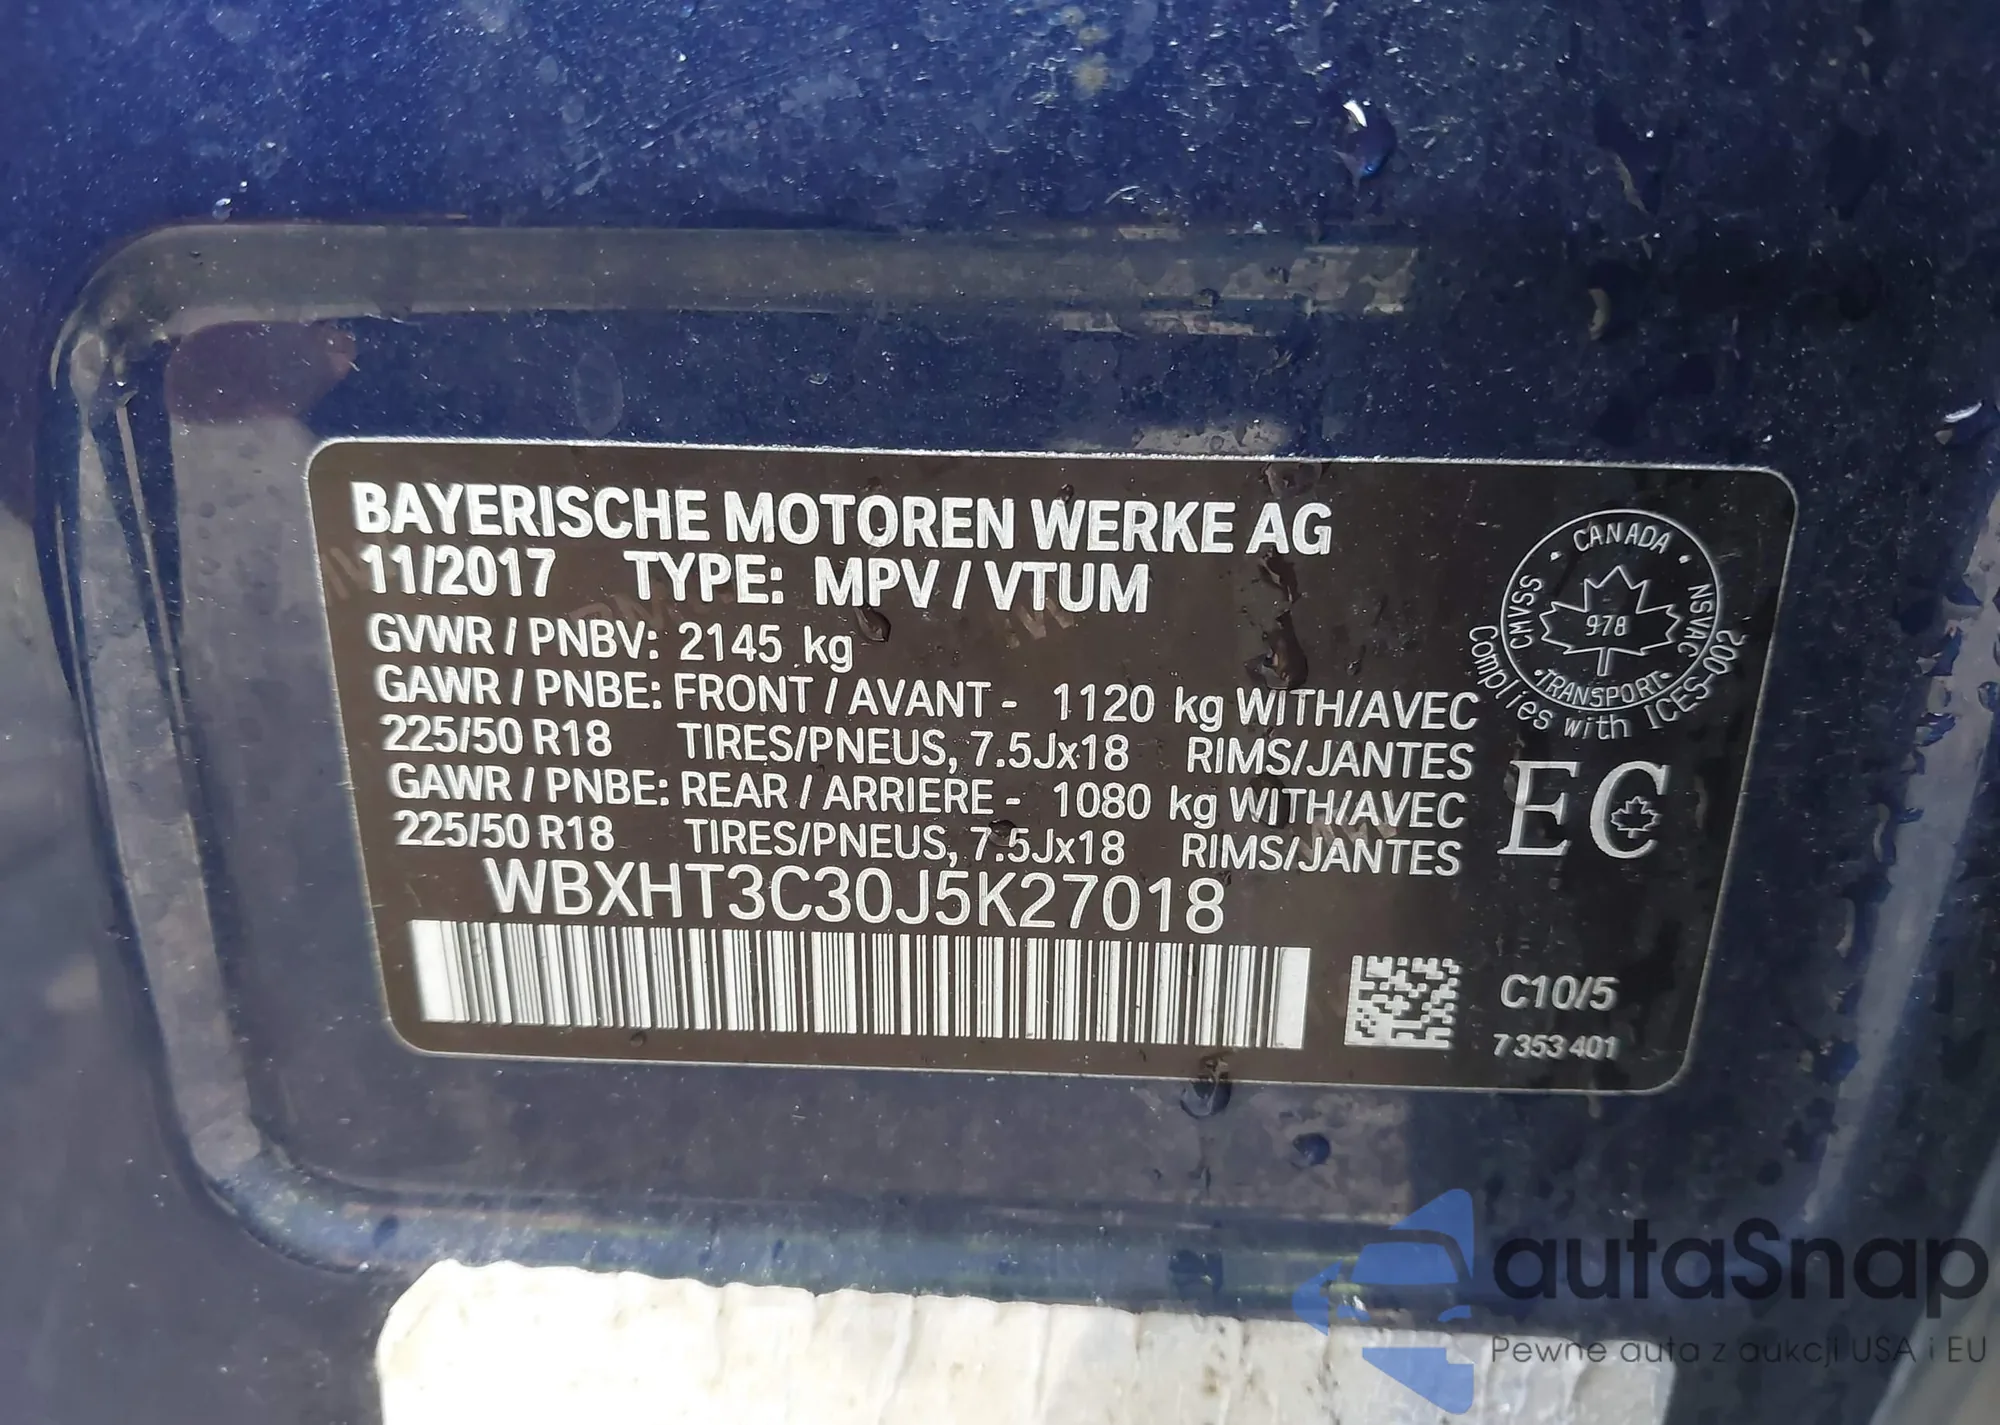 BAYERISCHE MOTOREN WERKE AG
11/2017 TYPE: MPV / VTUM
GVWR / PNBV: 2145 kg
GAWR / PNBE: FRONT / AVANT - 1120 kg WITH/AVEC
225/50 R18 TIRES/PNEUS, 7.5Jx18 RIMS/JANTES
GAWR / PNBE: REAR / ARRIERE - 1080 kg WITH/AVEC
225/50 R18 TIRES/PNEUS, 7.5Jx18 RIMS/JANTES
WBXHT3C30J5K27018
CANADA
CMVSS
NSVAC
978
TRANSPORT
Complies with ICES-002
EC
C10/5
7 353 401
autaSnap
Pewne auta z aukcji USA i EU